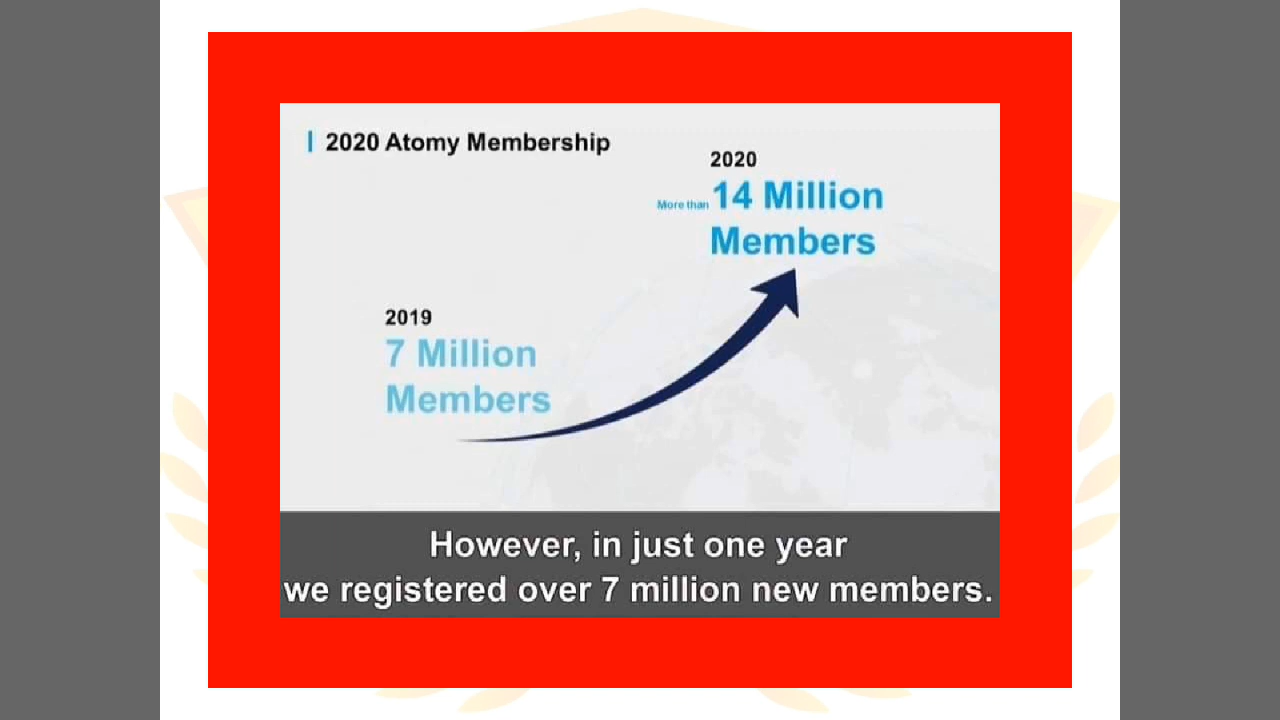 2020 Atomy Membership
2020
More than 14 Million
Members
2019
7 Million
Members
However, in just one year
we registered over 7 million new members.